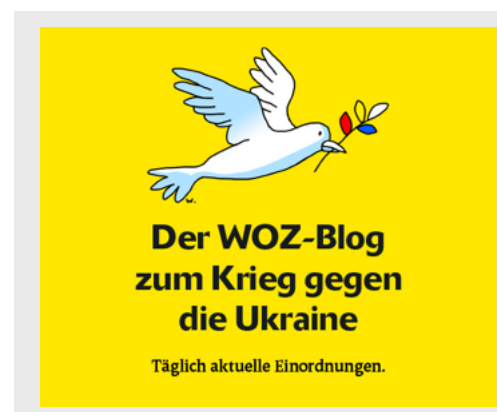 w.
Der WOZ-Blog
zum Krieg gegen
die Ukraine
Täglich aktuelle Einordnungen.